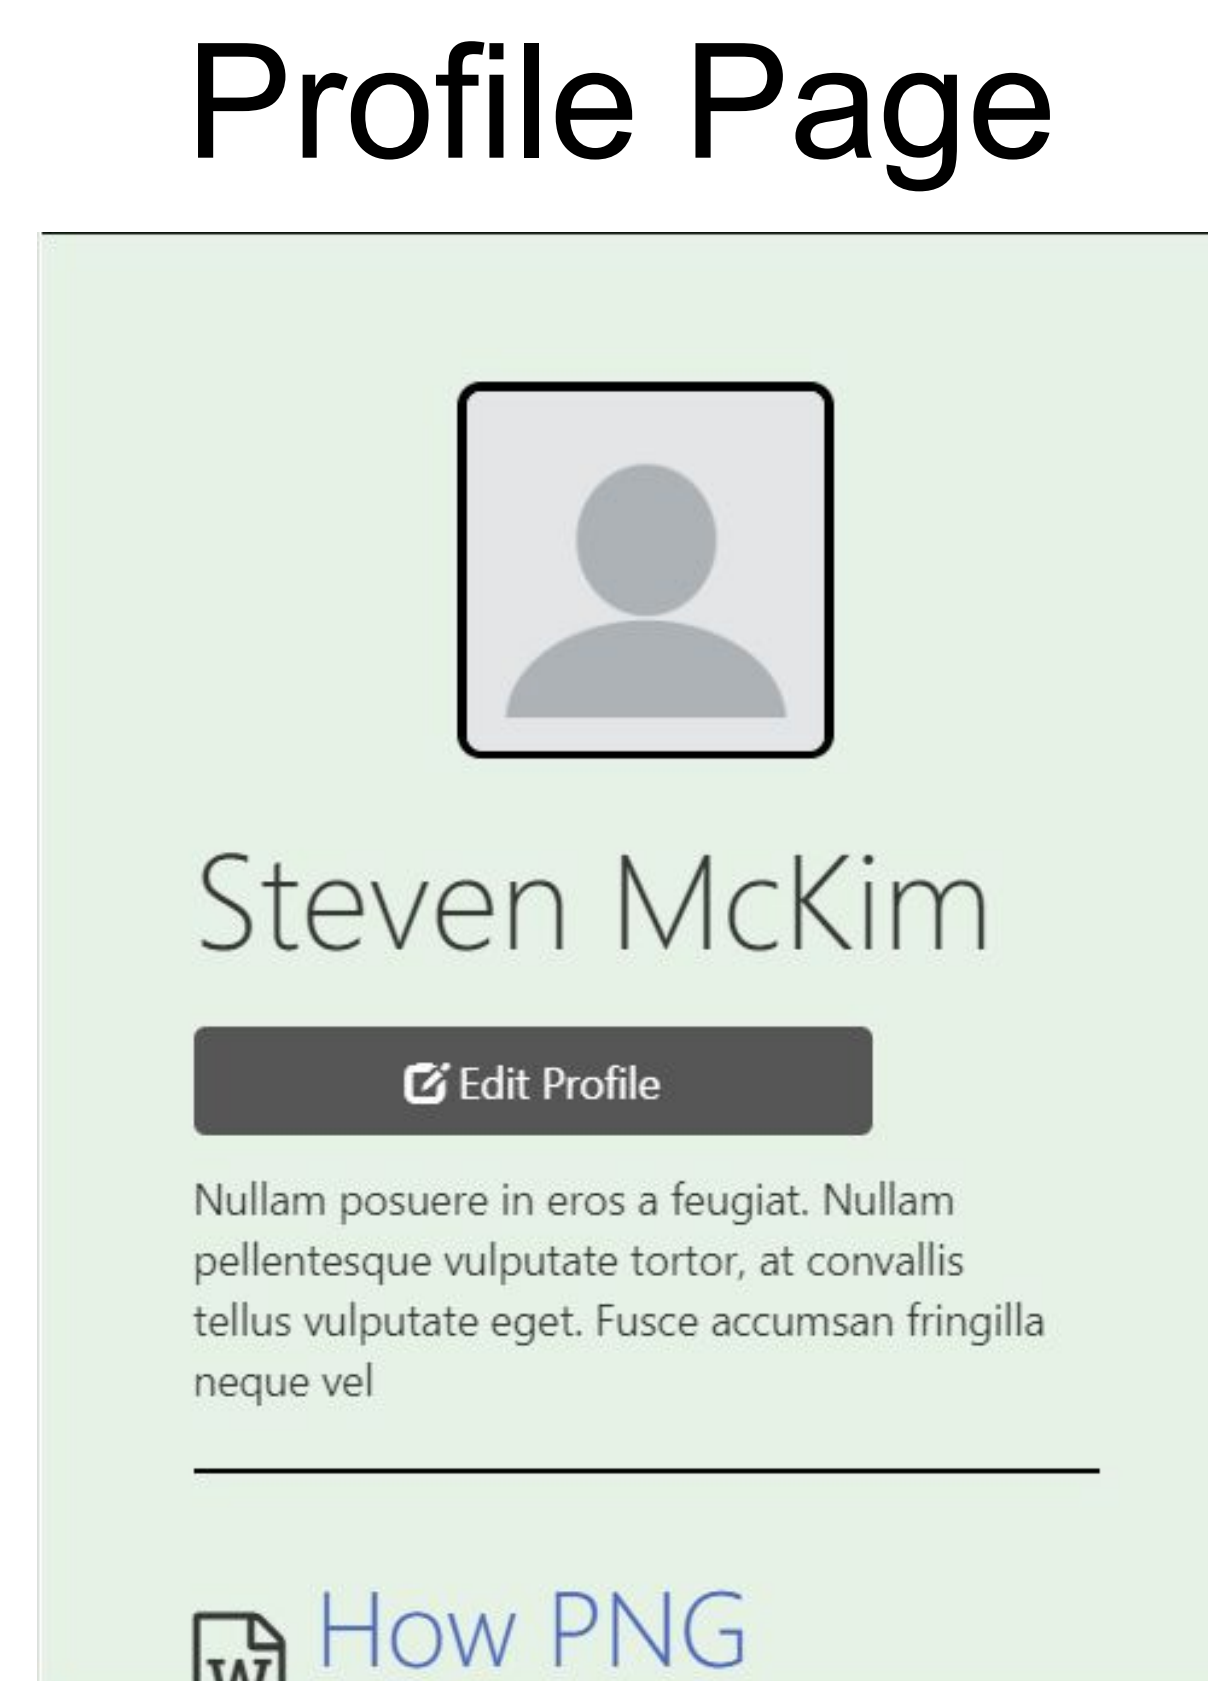 Profile Page
Steven McKim
Edit Profile
Nullam posuere in eros a feugiat. Nullam
pellentesque vulputate tortor, at convallis
tellus vulputate eget. Fusce accumsan fringilla
neque vel
How PNG
W